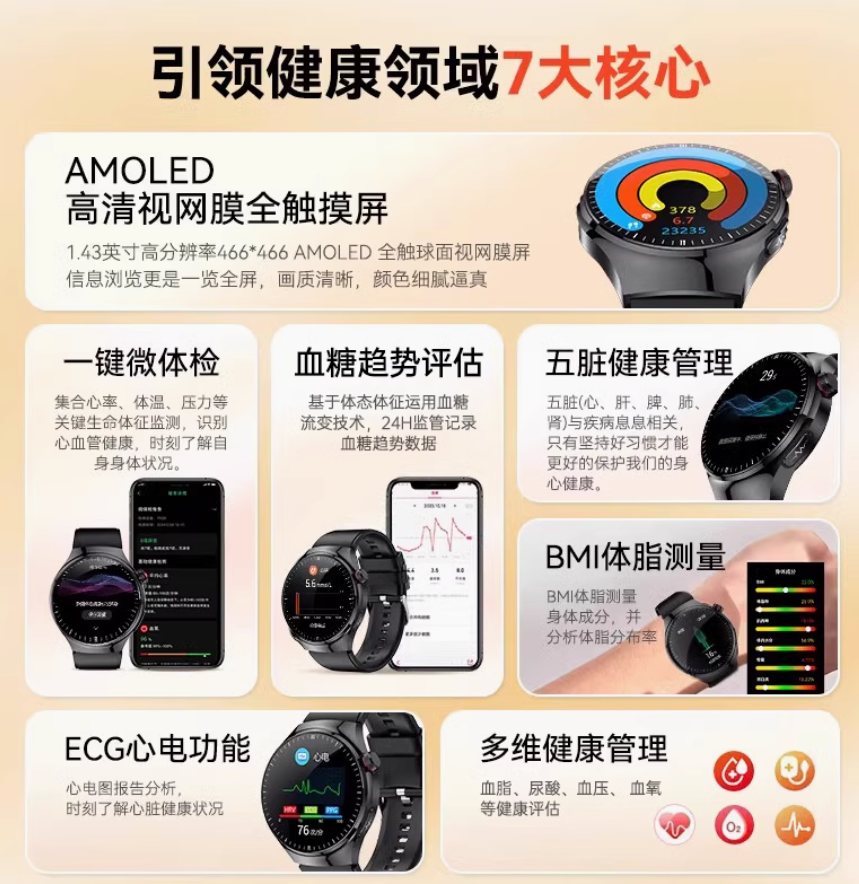 引领健康领域7大核心
AMOLED
高清视网膜全触摸屏
1.43英寸高分辨率466*466 AMOLED 全触球面视网膜屏
信息浏览更是一览全屏，画质清晰，颜色细腻逼真
378
6.7
23235
一键微体检
集合心率、体温、压力等
关键生命体征监测，识别
心血管健康，时刻了解自
身身体状况。
血糖趋势评估
基于体态体征运用血糖
流变技术，24H监管记录
血糖趋势数据
5.6
五脏健康管理
五脏(心、肝、脾、肺、
肾)与疾病息息相关，
只有坚持好习惯才能
更好的保护我们的身
心健康。
29
BMI体脂测量
BMI体脂测量
身体成分，并
分析体脂分布率
身体成分
ECG心电功能
心电图报告分析，
时刻了解心脏健康状况
心电
HRV ECG PPG
76次/分
多维健康管理
血脂、尿酸、血压、血氧
等健康评估
O2